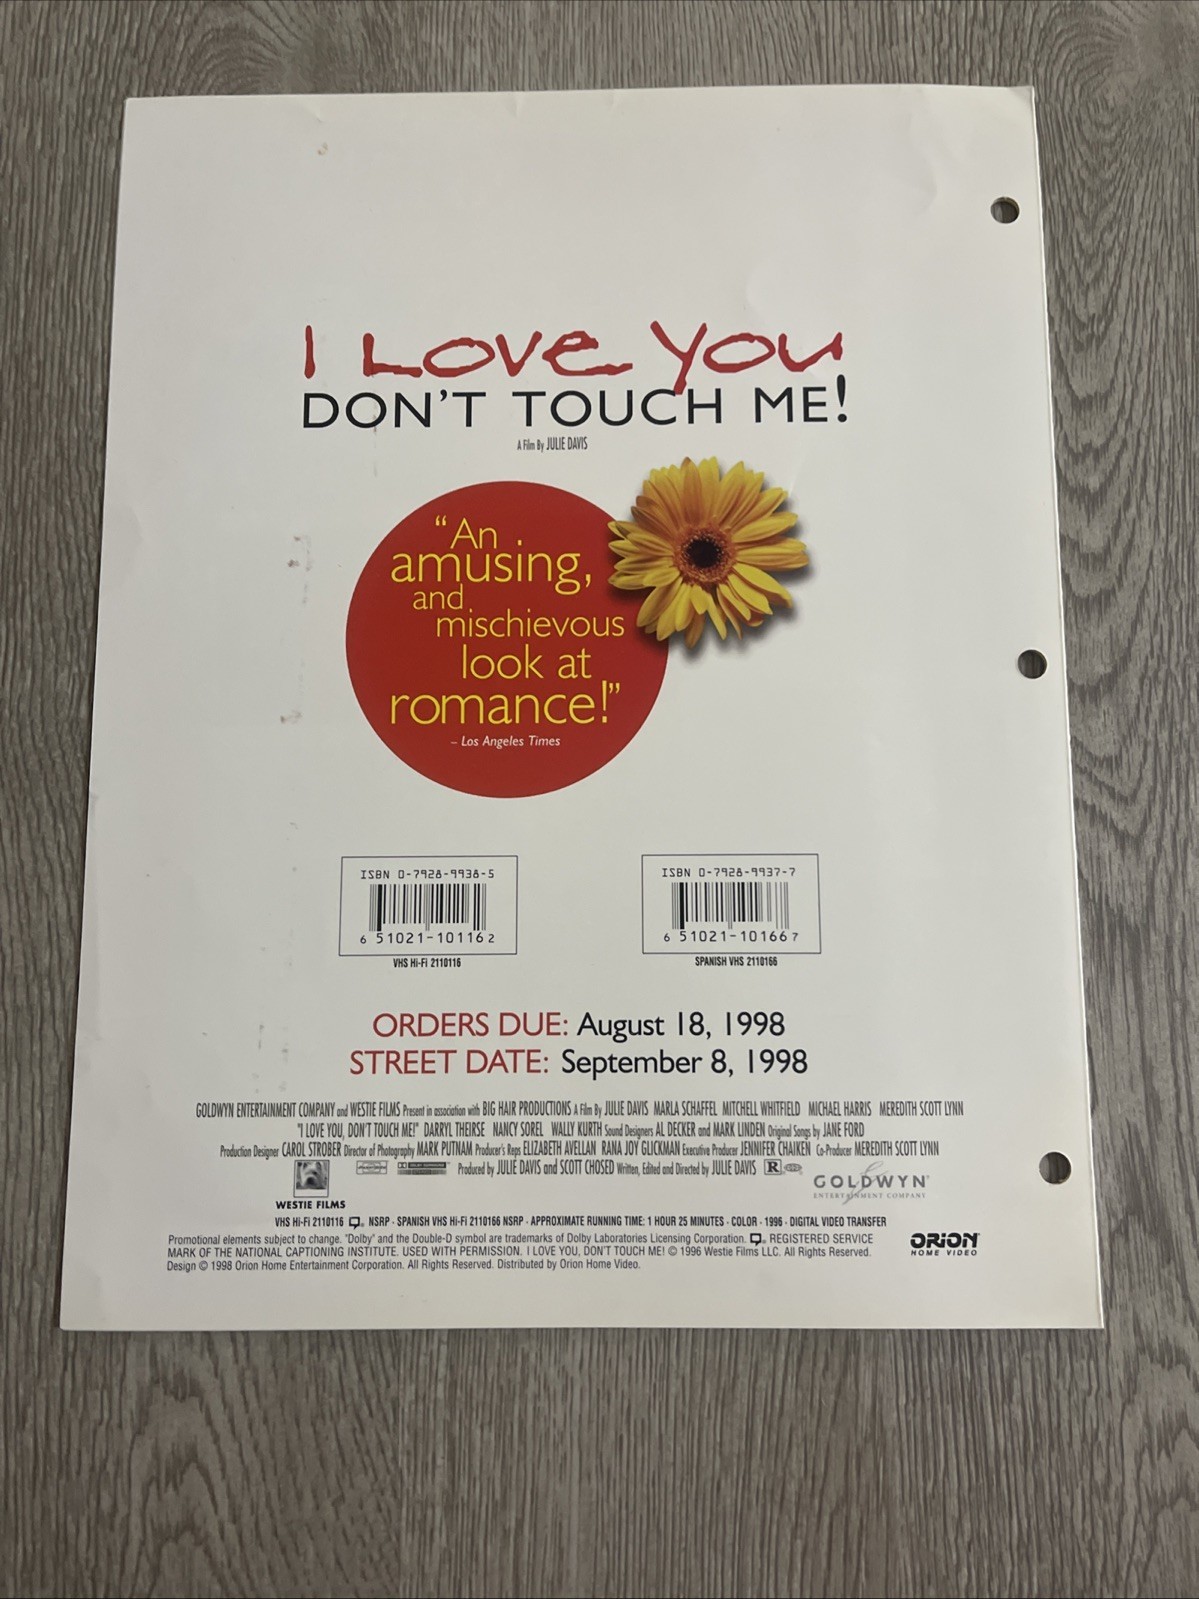 I Love You
DON'T TOUCH ME!
A Film By JULIE DAVIS
"An
amusing,
and
mischievous
look at
romance!"
– Los Angeles Times
ISBN 0-7928-9938-5
6 51021-10116 2
VHS Hi-Fi 2110116
ISBN 0-7928-9937-7
6 51021-10166 7
SPANISH VHS 2110166
ORDERS DUE: August 18, 1998
STREET DATE: September 8, 1998
GOLDWYN ENTERTAINMENT COMPANY and WESTIE FILMS Present in association with BIG HAIR PRODUCTIONS A Film By JULIE DAVIS MARLA SCHAFFEL MITCHELL WHITFIELD MICHAEL HARRIS MEREDITH SCOTT LYNN
"I LOVE YOU, DON'T TOUCH ME!" DARRYL THEIRSE NANCY SOREL WALLY KURTH Sound Designers AL DECKER and MARK LINDEN Original Songs by JANE FORD
Production Designer CAROL STROBER Director of Photography MARK PUTNAM Producer's Reps ELIZABETH AVELLAN RANA JOY GLICKMAN Executive Producer JENNIFER CHAIKEN Co-Producer MEREDITH SCOTT LYNN
Produced by JULIE DAVIS and SCOTT CHOSED Written, Edited and Directed by JULIE DAVIS R
WESTIE FILMS
GOLDWYN
ENTERTAINMENT COMPANY
VHS Hi-Fi 2110116 NSRP · SPANISH VHS Hi-Fi 2110166 NSRP · APPROXIMATE RUNNING TIME: 1 HOUR 25 MINUTES · COLOR · 1996 · DIGITAL VIDEO TRANSFER
Promotional elements subject to change. "Dolby" and the Double-D symbol are trademarks of Dolby Laboratories Licensing Corporation. REGISTERED SERVICE
MARK OF THE NATIONAL CAPTIONING INSTITUTE. USED WITH PERMISSION. I LOVE YOU, DON'T TOUCH ME! © 1996 Westie Films LLC. All Rights Reserved.
Design © 1998 Orion Home Entertainment Corporation. All Rights Reserved. Distributed by Orion Home Video.
ORION
HOME VIDEO